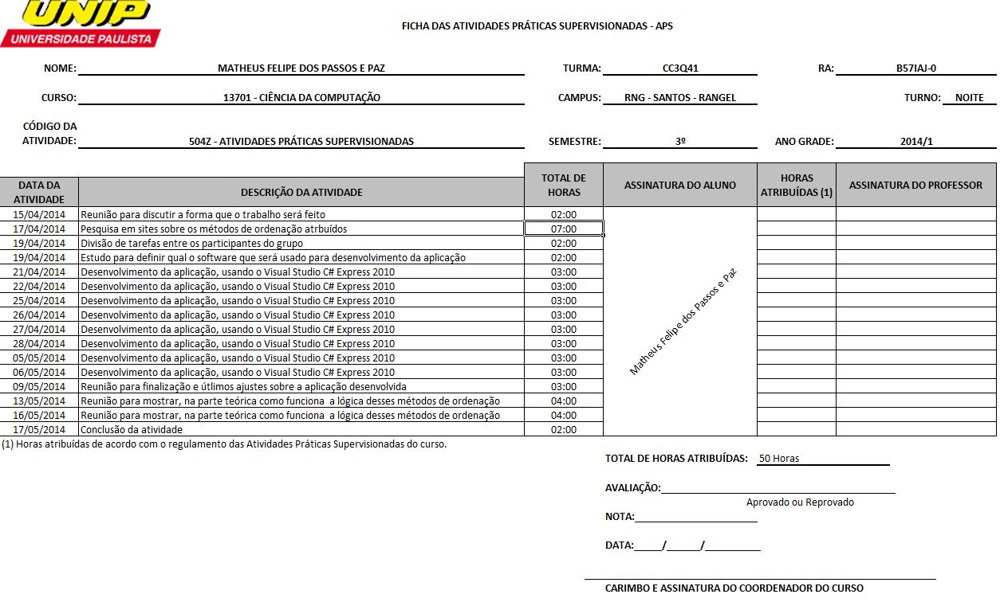 UNIP
UNIVERSIDADE PAULISTA
FICHA DAS ATIVIDADES PRÁTICAS SUPERVISIONADAS - APS
NOME: MATHEUS FELIPE DOS PASSOS E PAZ TURMA: CC3Q41 RA: B57IAJ-0
CURSO: 13701 - CIÊNCIA DA COMPUTAÇÃO CAMPUS: RNG - SANTOS - RANGEL TURNO: NOITE
CÓDIGO DA
ATIVIDADE: 504Z - ATIVIDADES PRÁTICAS SUPERVISIONADAS SEMESTRE: 3º ANO GRADE: 2014/1
DATA DA ATIVIDADE DESCRIÇÃO DA ATIVIDADE TOTAL DE HORAS ASSINATURA DO ALUNO HORAS ATRIBUÍDAS (1) ASSINATURA DO PROFESSOR
15/04/2014 Reunião para discutir a forma que o trabalho será feito 02:00
17/04/2014 Pesquisa em sites sobre os métodos de ordenação atrbuídos 07:00
19/04/2014 Divisão de tarefas entre os participantes do grupo 02:00
19/04/2014 Estudo para definir qual o software que será usado para desenvolvimento da aplicação 02:00
21/04/2014 Desenvolvimento da aplicação, usando o Visual Studio C# Express 2010 03:00
22/04/2014 Desenvolvimento da aplicação, usando o Visual Studio C# Express 2010 03:00
25/04/2014 Desenvolvimento da aplicação, usando o Visual Studio C# Express 2010 03:00
26/04/2014 Desenvolvimento da aplicação, usando o Visual Studio C# Express 2010 03:00
27/04/2014 Desenvolvimento da aplicação, usando o Visual Studio C# Express 2010 03:00
28/04/2014 Desenvolvimento da aplicação, usando o Visual Studio C# Express 2010 03:00
05/05/2014 Desenvolvimento da aplicação, usando o Visual Studio C# Express 2010 03:00
06/05/2014 Desenvolvimento da aplicação, usando o Visual Studio C# Express 2010 03:00
09/05/2014 Reunião para finalização e útlimos ajustes sobre a aplicação desenvolvida 03:00
13/05/2014 Reunião para mostrar, na parte teórica como funciona a lógica desses métodos de ordenação 04:00
16/05/2014 Reunião para mostrar, na parte teórica como funciona a lógica desses métodos de ordenação 04:00
17/05/2014 Conclusão da atividade 02:00
Matheus Felipe dos Passos e Paz
(1) Horas atribuídas de acordo com o regulamento das Atividades Práticas Supervisionadas do curso.
TOTAL DE HORAS ATRIBUÍDAS: 50 Horas
AVALIAÇÃO:
Aprovado ou Reprovado
NOTA:
DATA: / /
CARIMBO E ASSINATURA DO COORDENADOR DO CURSO